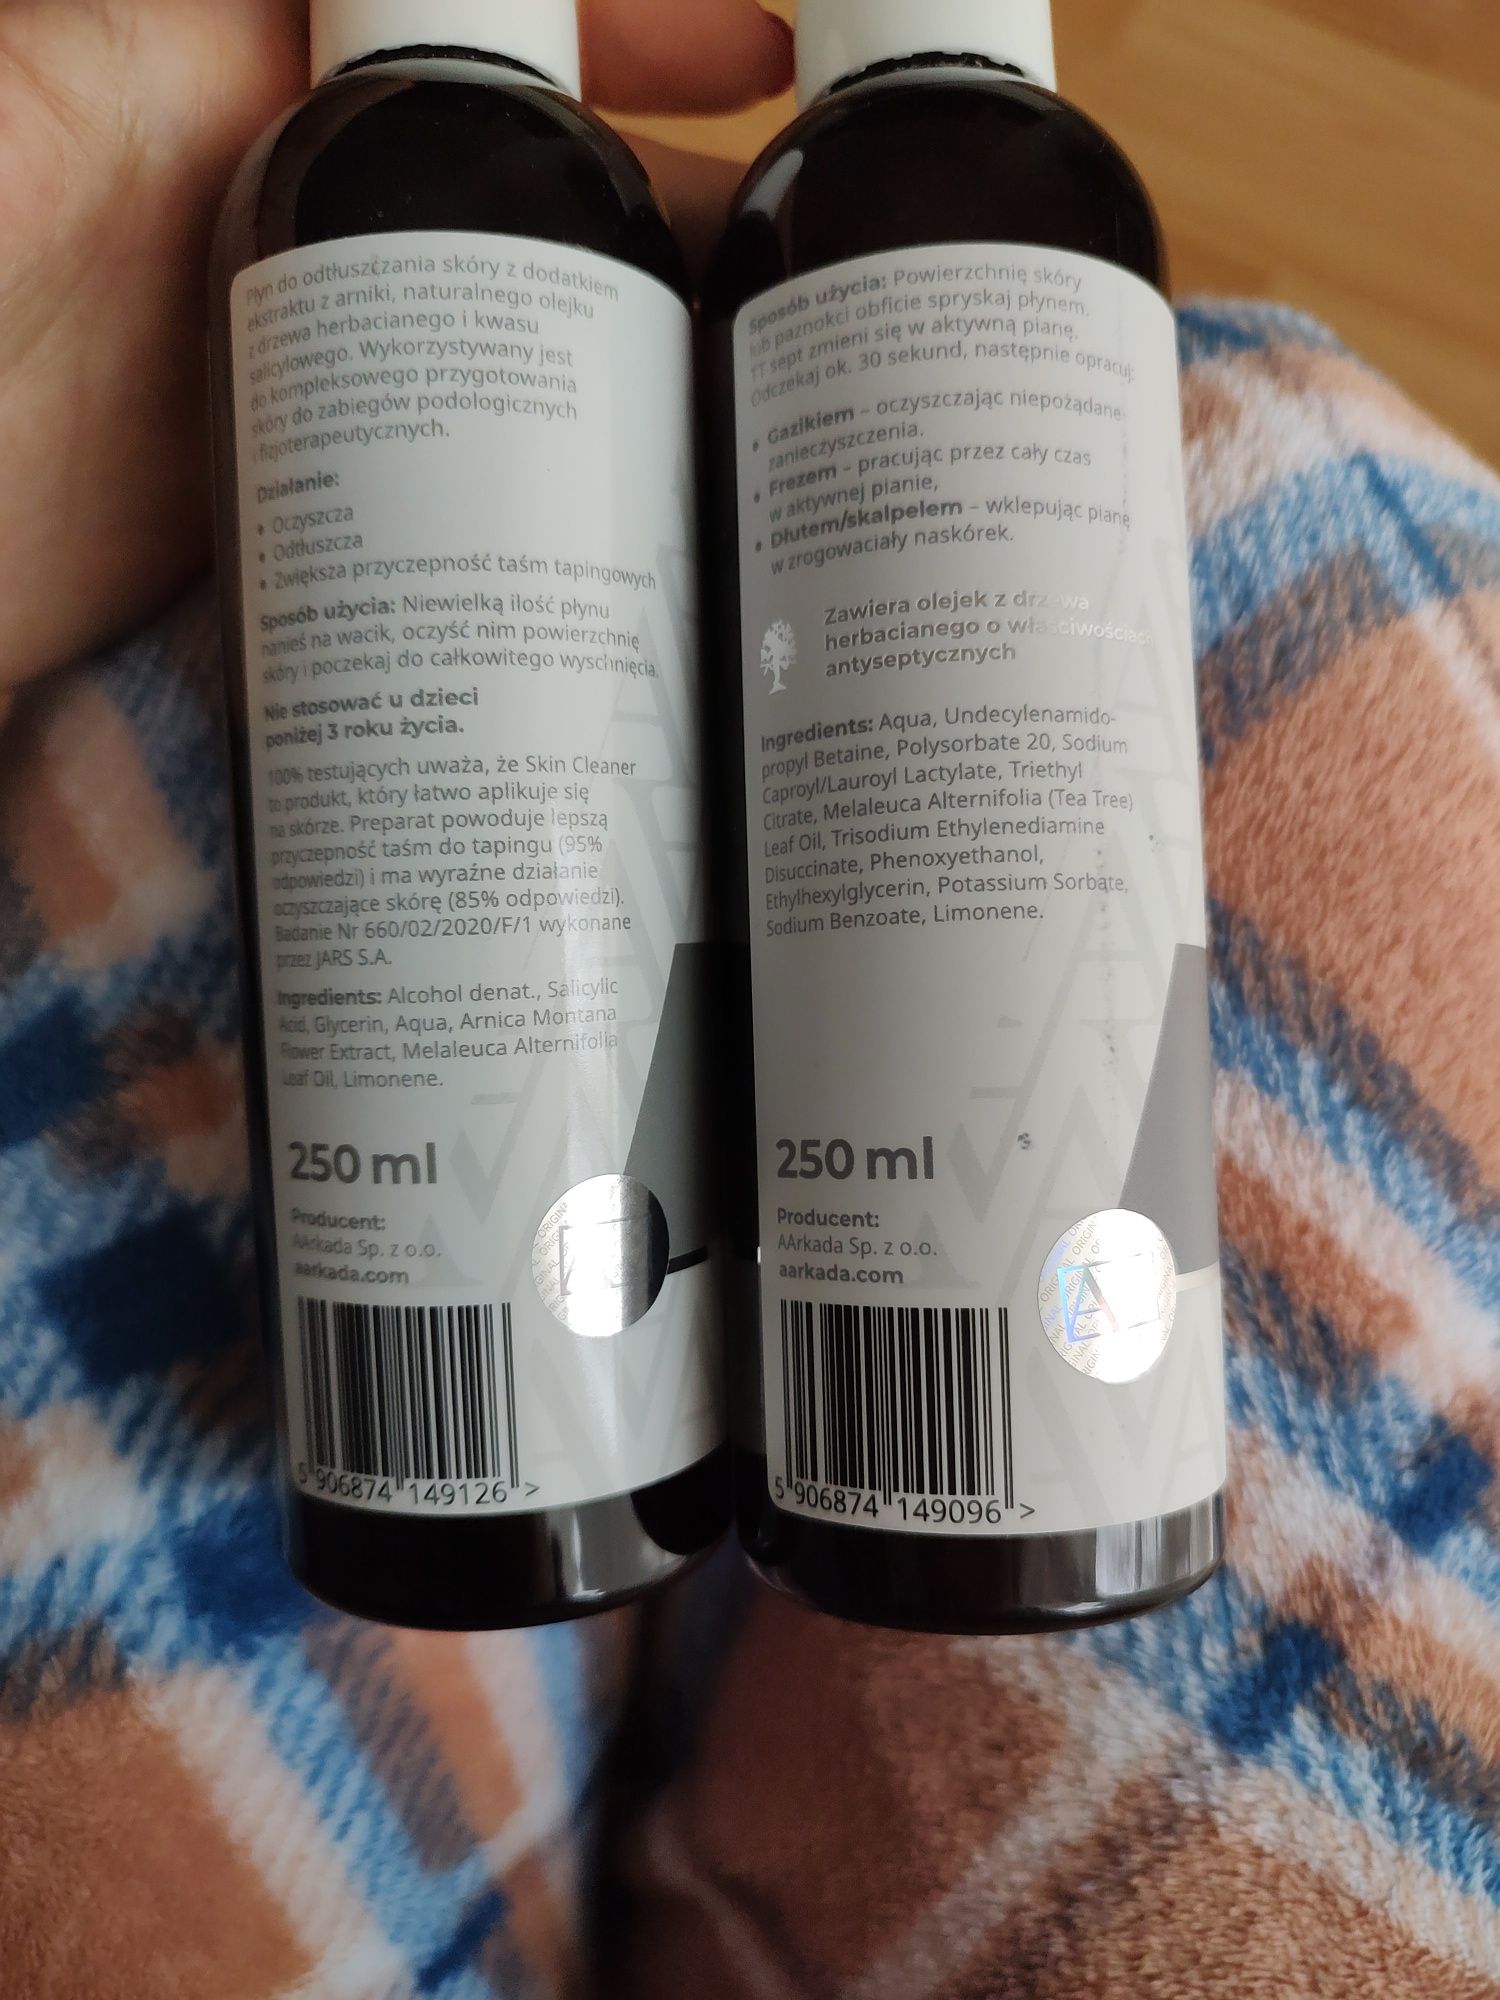 Płyn do odtłuszczania skóry z dodatkiem
ekstraktu z arniki, naturalnego olejku
z drzewa herbacianego i kwasu
salicylowego. Wykorzystywany jest
do kompleksowego przygotowania
skóry do zabiegów podologicznych
i fizjoterapeutycznych.
Działanie:
• Oczyszcza
• Odtłuszcza
• Zwiększa przyczepność taśm tapingowych
Sposób użycia: Niewielką ilość płynu
nanieś na wacik, oczyść nim powierzchnię
skóry i poczekaj do całkowitego wyschnięcia.
Nie stosować u dzieci
poniżej 3 roku życia.
100% testujących uważa, że Skin Cleaner
to produkt, który łatwo aplikuje się
na skórze. Preparat powoduje lepszą
przyczepność taśm do tapingu (95%
odpowiedzi) i ma wyraźne działanie
oczyszczające skórę (85% odpowiedzi).
Badanie Nr 660/02/2020/F/1 wykonane
przez JARS S.A.
Ingredients: Alcohol denat., Salicylic
Acid, Glycerin, Aqua, Arnica Montana
Flower Extract, Melaleuca Alternifolia
Leaf Oil, Limonene.
250 ml
Producent:
AArkada Sp. z o.o.
aarkada.com
5 906874 149126 >
Sposób użycia: Powierzchnię skóry
lub paznokci obficie spryskaj płynem.
TT sept zmieni się w aktywną pianę.
Odczekaj ok. 30 sekund, następnie opracuj:
• Gazikiem – oczyszczając niepożądane
zanieczyszczenia.
• Frezem – pracując przez cały czas
w aktywnej pianie,
• Dłutem/skalpelem – wklepując pianę
w zrogowaciały naskórek.
Zawiera olejek z drzewa
herbacianego o właściwościach
antyseptycznych
Ingredients: Aqua, Undecylenamido-
propyl Betaine, Polysorbate 20, Sodium
Caproyl/Lauroyl Lactylate, Triethyl
Citrate, Melaleuca Alternifolia (Tea Tree)
Leaf Oil, Trisodium Ethylenediamine
Disuccinate, Phenoxyethanol,
Ethylhexylglycerin, Potassium Sorbate,
Sodium Benzoate, Limonene.
250 ml
Producent:
AArkada Sp. z o.o.
aarkada.com
5 906874 149096 >